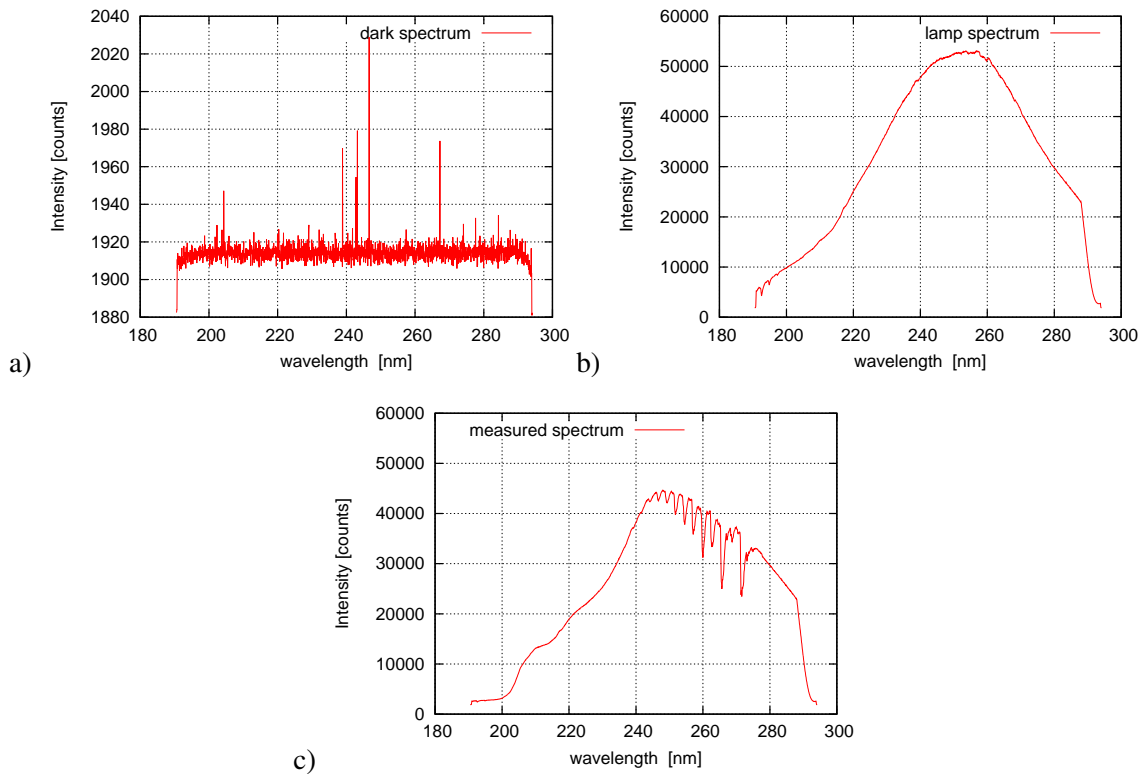 2040
2020
2000
1980
1960
1940
1920
1900
1880
180 200 220 240 260 280 300
Intensity [counts]
wavelength [nm]
dark spectrum
a)
60000
50000
40000
30000
20000
10000
0
180 200 220 240 260 280 300
Intensity [counts]
wavelength [nm]
lamp spectrum
b)
60000
50000
40000
30000
20000
10000
0
180 200 220 240 260 280 300
Intensity [counts]
wavelength [nm]
measured spectrum
c)